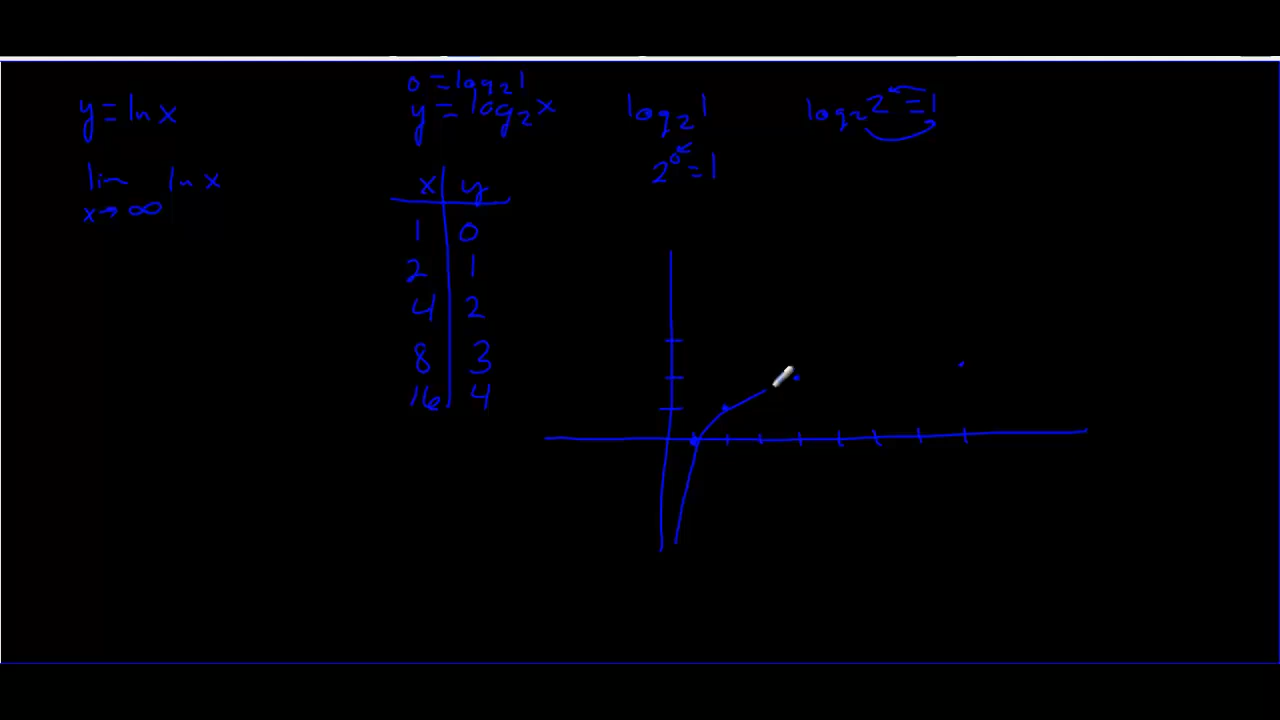 0 = log₂ 1
y = ln x
y = log₂ x
log₂ 1
log₂ 2 = 1
2⁰ = 1
lim ln x
x → ∞
x y
1 0
2 1
4 2
8 3
16 4